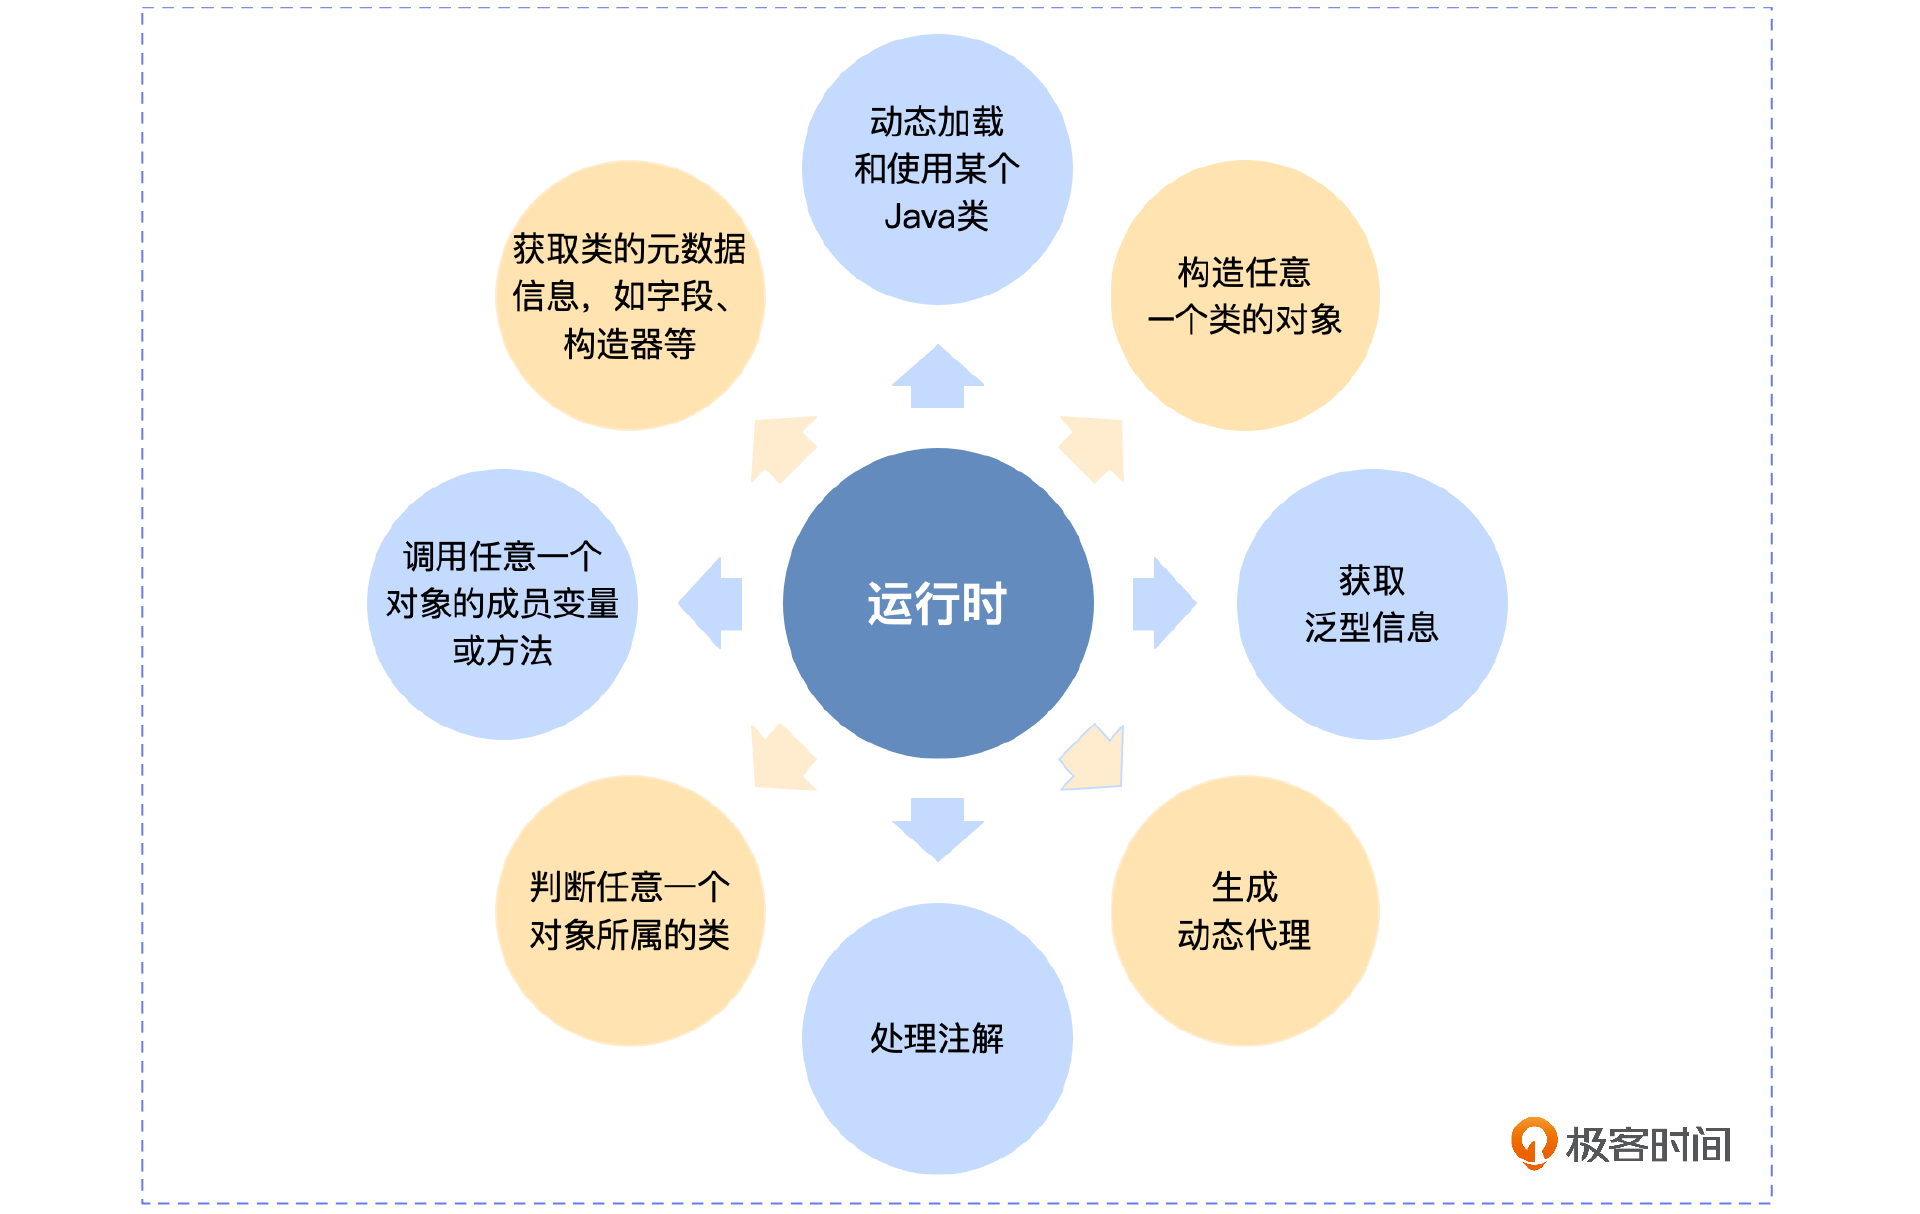 动态加载
和使用某个
Java类
构造任意
一个类的对象
获取
泛型信息
生成
动态代理
处理注解
判断任意一个
对象所属的类
调用任意一个
对象的成员变量
或方法
获取类的元数据
信息，如字段、
构造器等
运行时
极客时间